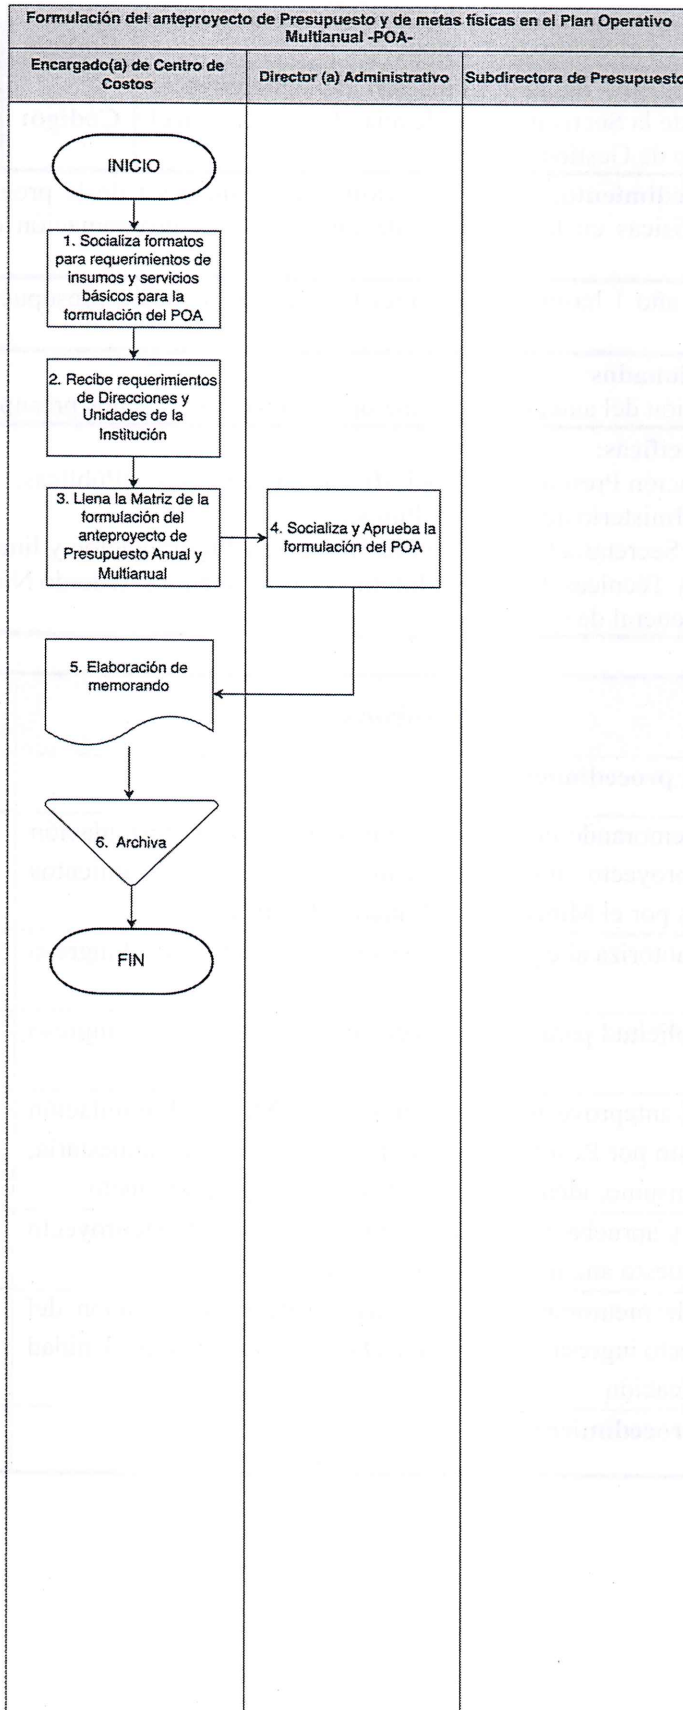 Formulación del anteproyecto de Presupuesto y de metas físicas en el Plan Operativo
Multianual -POA-
Encargado(a) de Centro de
Costos
Director (a) Administrativo
Subdirectora de Presupuesto
INICIO
1. Socializa formatos
para requerimientos de
insumos y servicios
básicos para la
formulación del POA
2. Recibe requerimientos
de Direcciones y
Unidades de la
Institución
3. Llena la Matriz de la
formulación del
anteproyecto de
Presupuesto Anual y
Multianual
4. Socializa y Aprueba la
formulación del POA
5. Elaboración de
memorando
6. Archiva
FIN